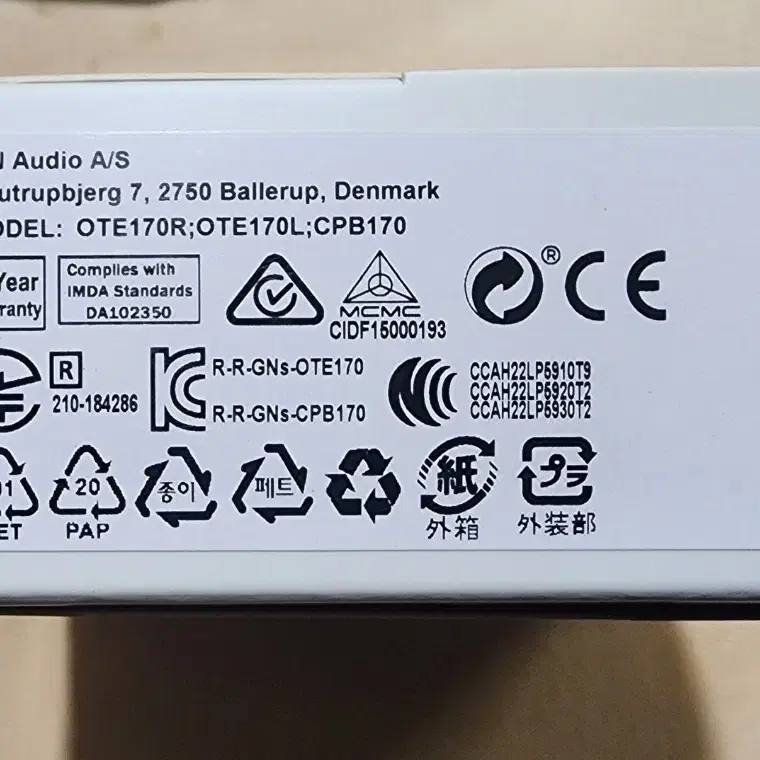 N Audio A/S
utrupbjerg 7, 2750 Ballerup, Denmark
ODEL: OTE170R;OTE170L;CPB170
Year
ranty
Complies with
IMDA Standards
DA102350
MCMC
CIDF15000193
® CE
R
210-184286
R-R-GNs-OTE170
R-R-GNs-CPB170
CCAH22LP5910T9
CCAH22LP5920T2
CCAH22LP5930T2
01
ET
20
PAP
종이
페트
紙
外箱
プラ
外装部